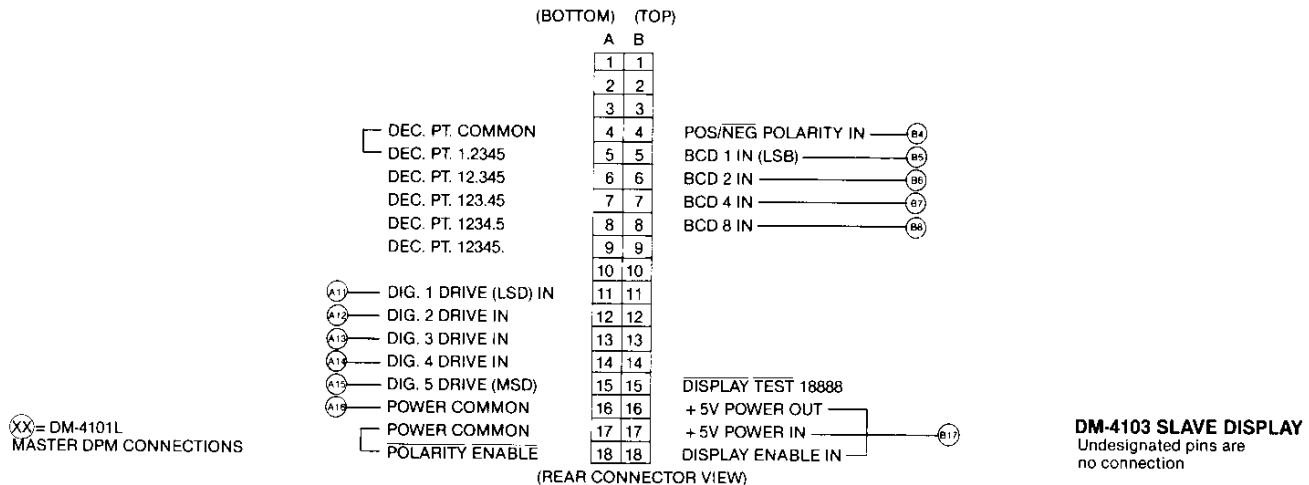 (BOTTOM) (TOP)
A B
1 1
2 2
3 3
DEC. PT. COMMON 4 4 POS/NEG POLARITY IN B4
DEC. PT. 1.2345 5 5 BCD 1 IN (LSB) B5
DEC. PT. 12.345 6 6 BCD 2 IN B6
DEC. PT. 123.45 7 7 BCD 4 IN B7
DEC. PT. 1234.5 8 8 BCD 8 IN B8
DEC. PT. 12345. 9 9
10 10
A11 DIG. 1 DRIVE (LSD) IN 11 11
A12 DIG. 2 DRIVE IN 12 12
A13 DIG. 3 DRIVE IN 13 13
A14 DIG. 4 DRIVE IN 14 14
A15 DIG. 5 DRIVE (MSD) 15 15 DISPLAY TEST 18888
A16 POWER COMMON 16 16 + 5V POWER OUT
POWER COMMON 17 17 + 5V POWER IN B17
POLARITY ENABLE 18 18 DISPLAY ENABLE IN
(REAR CONNECTOR VIEW)
XX = DM-4101L
MASTER DPM CONNECTIONS
DM-4103 SLAVE DISPLAY
Undesignated pins are
no connection